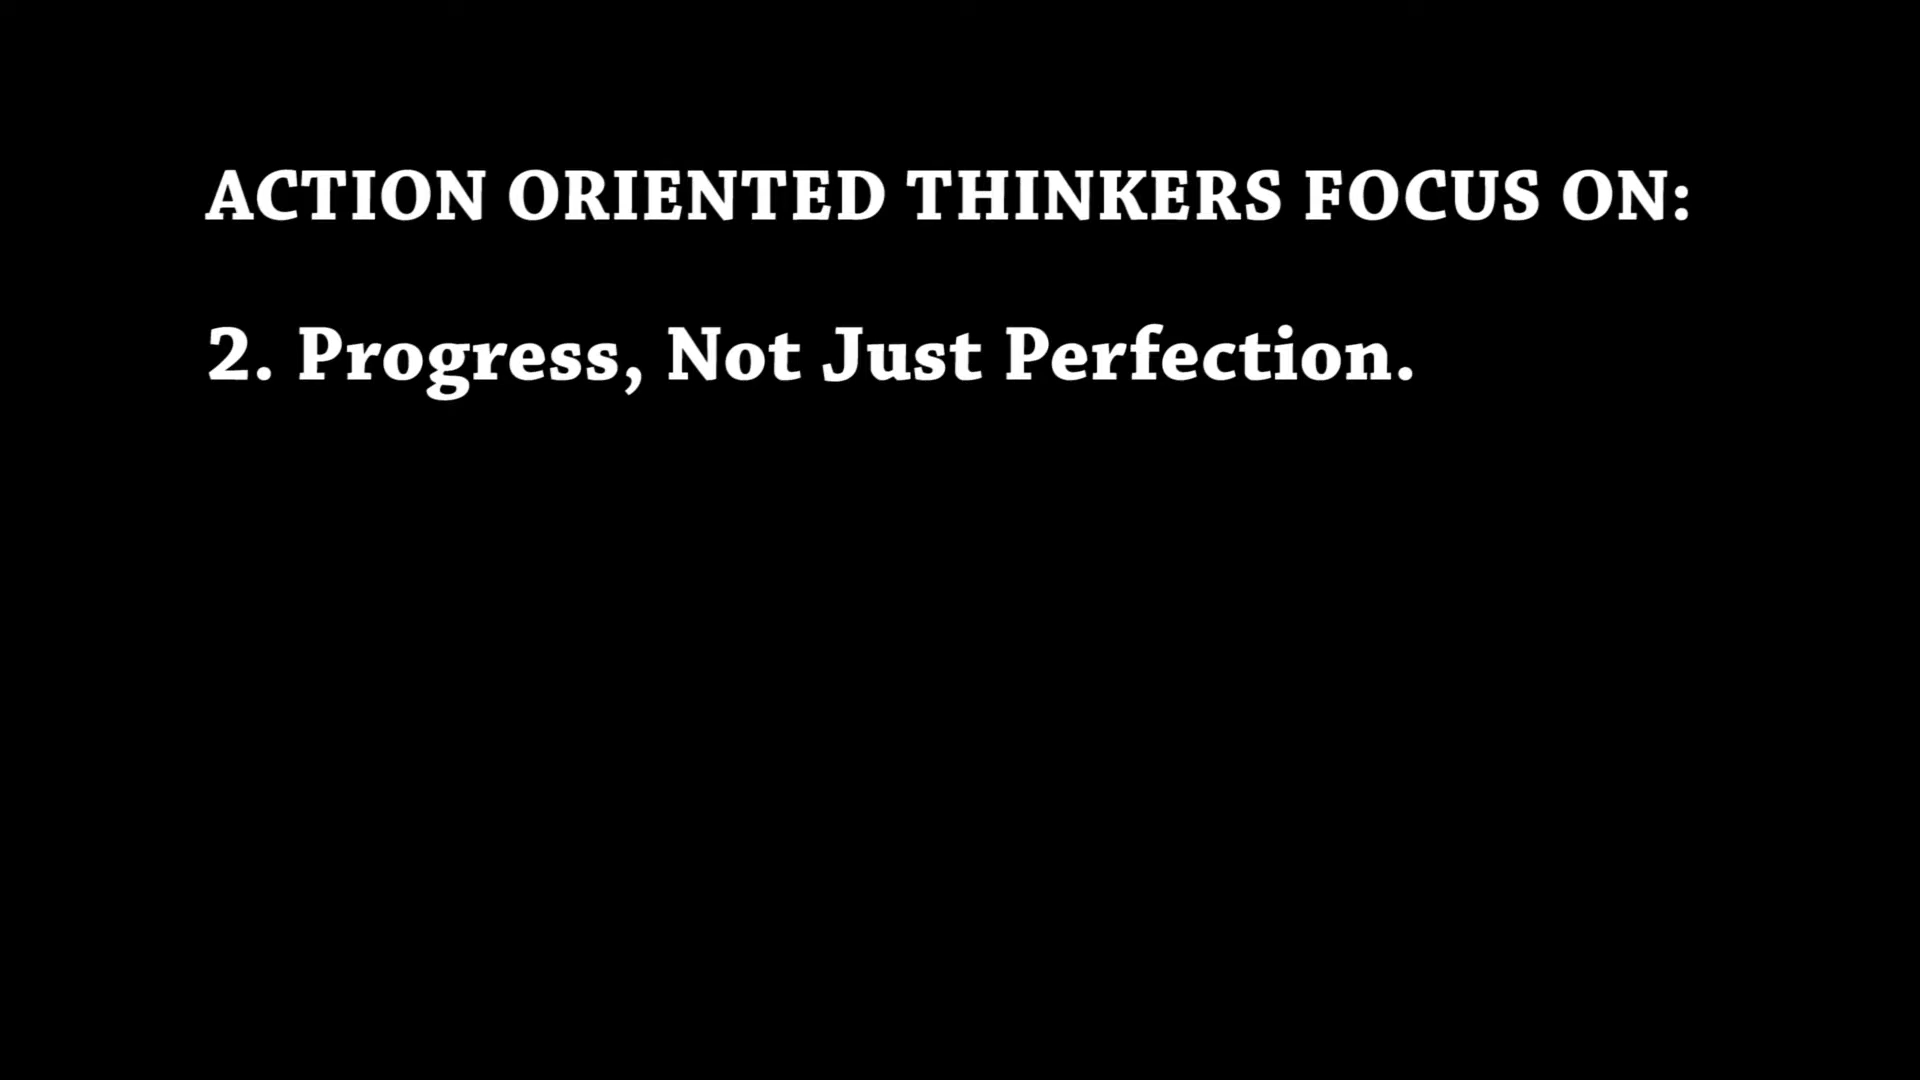 ACTION ORIENTED THINKERS FOCUS ON:
2. Progress, Not Just Perfection.